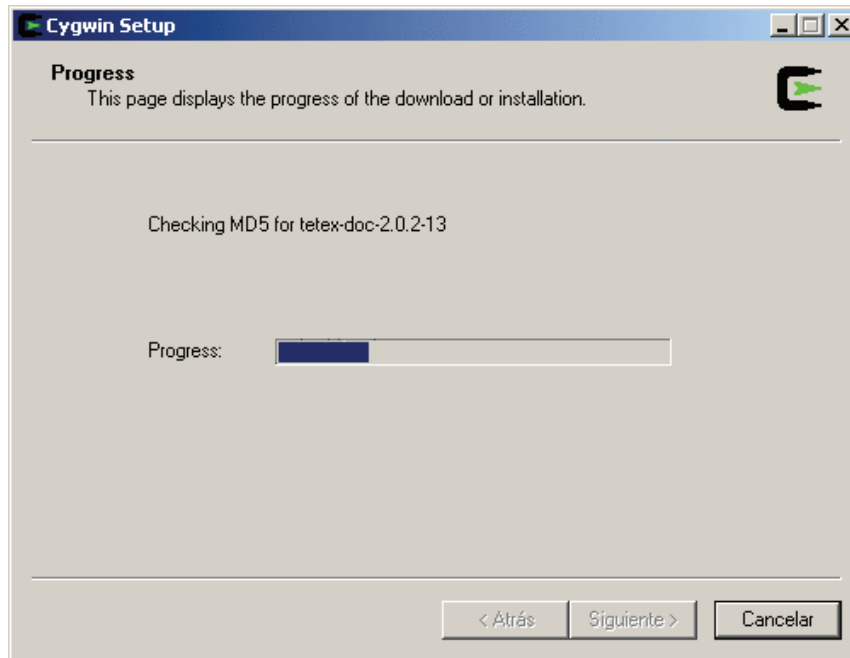 Cygwin Setup
Progress
This page displays the progress of the download or installation.
Checking MD5 for tetex-doc-2.0.2-13
Progress:
< Atrás Siguiente > Cancelar